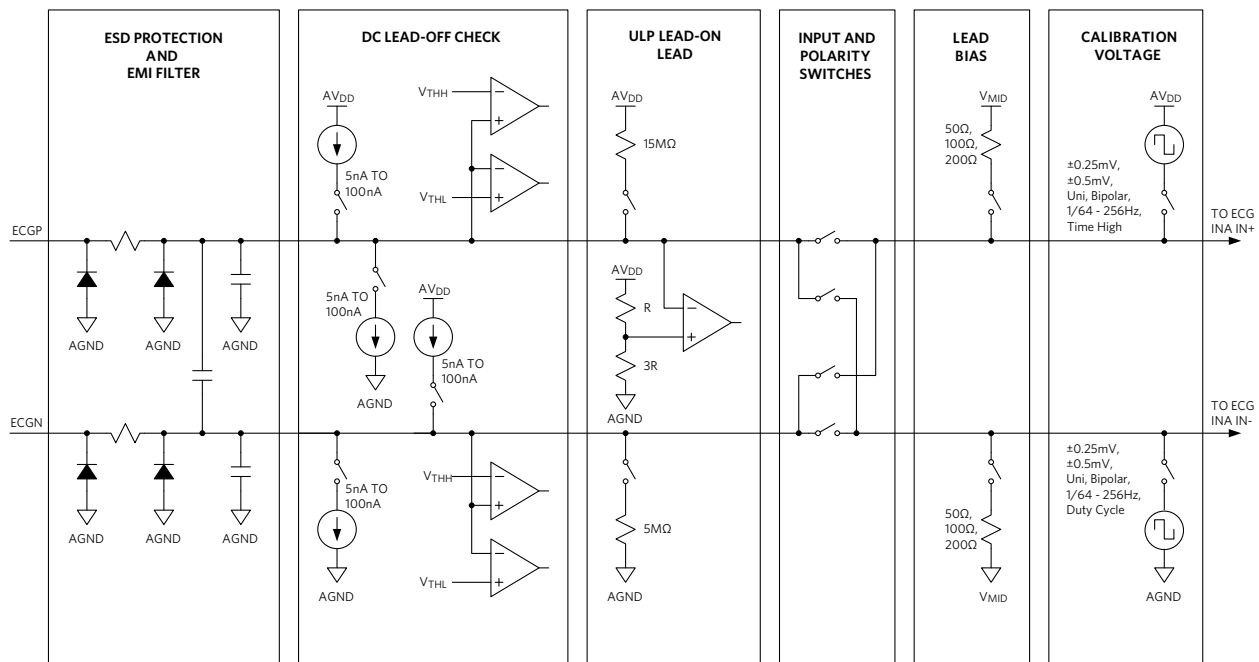 ESD PROTECTION
AND
EMI FILTER
DC LEAD-OFF CHECK
ULP LEAD-ON
LEAD
INPUT AND
POLARITY
SWITCHES
LEAD
BIAS
CALIBRATION
VOLTAGE
ECGP
AGND
AGND
AGND
ECGN
AGND
AGND
AGND
AVDD
5nA TO
100nA
VTHH
VTHL
5nA TO
100nA
AGND
AVDD
5nA TO
100nA
5nA TO
100nA
AGND
VTHH
VTHL
AVDD
15MΩ
AVDD
R
3R
AGND
5MΩ
AGND
VMID
50Ω,
100Ω,
200Ω
50Ω,
100Ω,
200Ω
VMID
AVDD
±0.25mV,
±0.5mV,
Uni, Bipolar,
1/64 - 256Hz,
Time High
TO ECG
INA IN+
TO ECG
INA IN-
±0.25mV,
±0.5mV,
Uni, Bipolar,
1/64 - 256Hz,
Duty Cycle
AGND